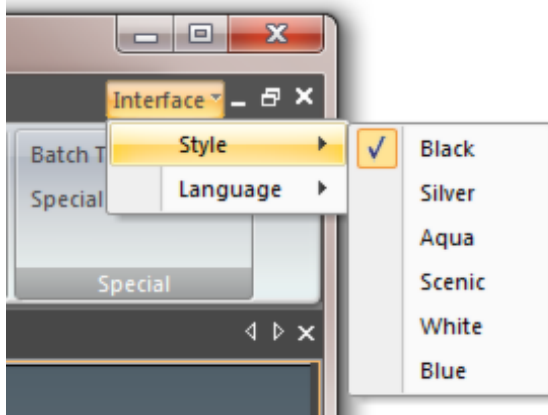 Interface
Style
Language
Batch T
Special
Special
Black
Silver
Aqua
Scenic
White
Blue